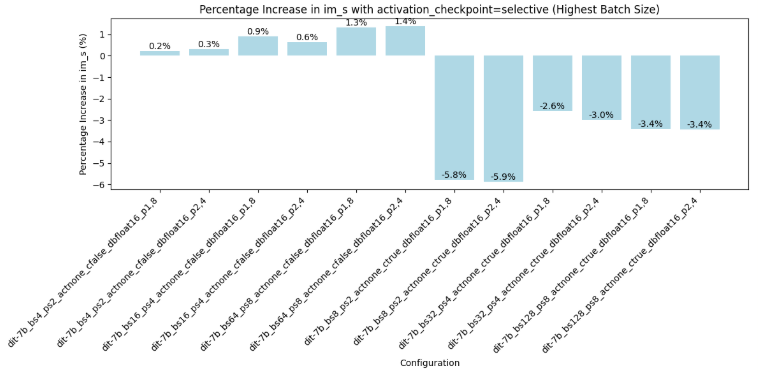 Percentage Increase in im_s with activation_checkpoint=selective (Highest Batch Size)
Percentage Increase in im_s (%)
1
0
−1
−2
−3
−4
−5
−6
0.2%
0.3%
0.9%
0.6%
1.3%
1.4%
-5.8%
-5.9%
-2.6%
-3.0%
-3.4%
-3.4%
dit-7b_bs4_ps2_actnone_cfalse_dbfloat16_p1,8
dit-7b_bs4_ps2_actnone_cfalse_dbfloat16_p2,4
dit-7b_bs16_ps4_actnone_cfalse_dbfloat16_p1,8
dit-7b_bs16_ps4_actnone_cfalse_dbfloat16_p2,4
dit-7b_bs64_ps8_actnone_cfalse_dbfloat16_p1,8
dit-7b_bs64_ps8_actnone_cfalse_dbfloat16_p2,4
dit-7b_bs8_ps2_actnone_ctrue_dbfloat16_p1,8
dit-7b_bs8_ps2_actnone_ctrue_dbfloat16_p2,4
dit-7b_bs32_ps4_actnone_ctrue_dbfloat16_p1,8
dit-7b_bs32_ps4_actnone_ctrue_dbfloat16_p2,4
dit-7b_bs128_ps8_actnone_ctrue_dbfloat16_p1,8
dit-7b_bs128_ps8_actnone_ctrue_dbfloat16_p2,4
Configuration